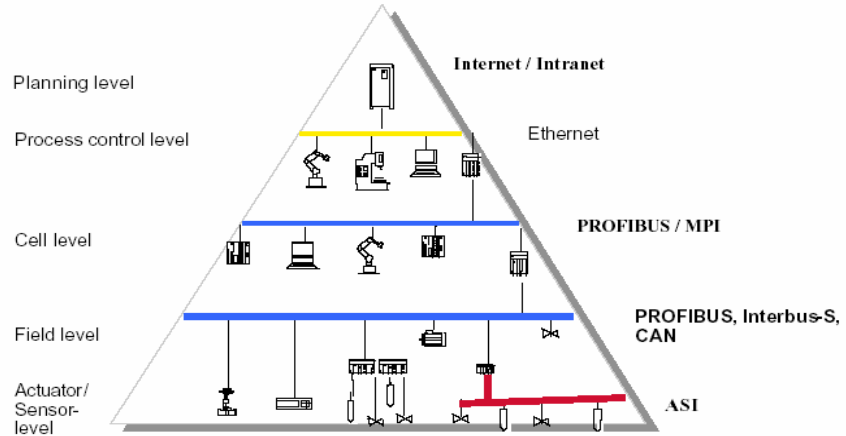 Internet / Intranet
Planning level
Ethernet
Process control level
PROFIBUS / MPI
Cell level
PROFIBUS, Interbus-S,
CAN
Field level
Actuator/
Sensor-
level
ASI